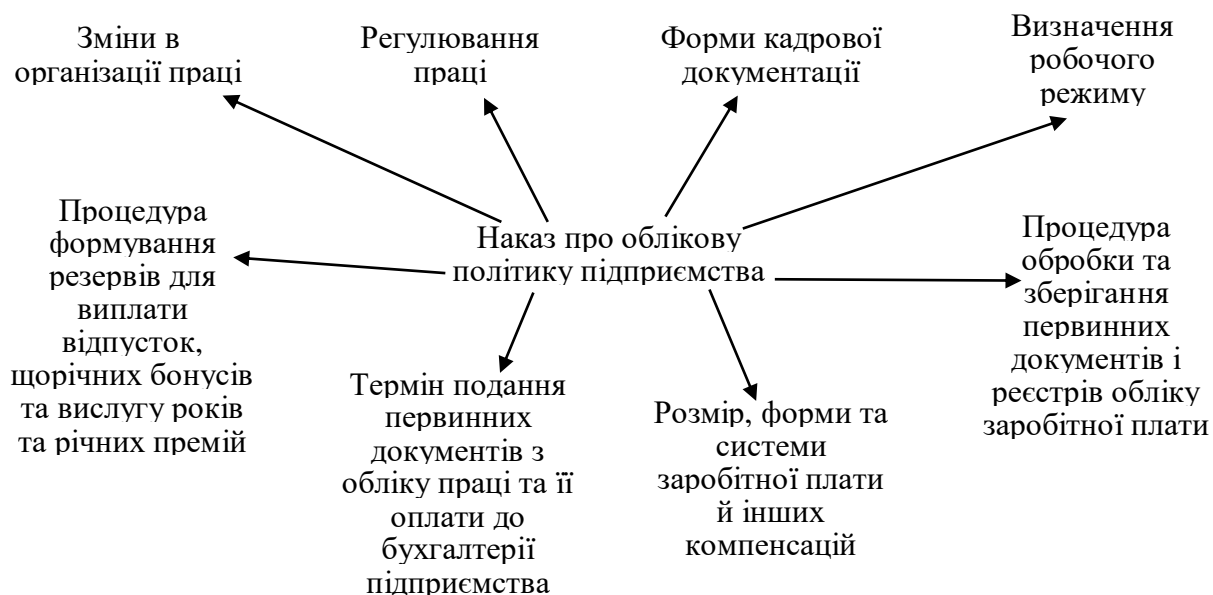 Зміни в
організації праці
Регулювання
праці
Форми кадрової
документації
Визначення
робочого
режиму
Процедура
формування
резервів для
виплати
відпусток,
щорічних бонусів
та вислугу років
та річних премій
Наказ про облікову
політику підприємства
Процедура
обробки та
зберігання
первинних
документів і
реєстрів обліку
заробітної плати
Термін подання
первинних
документів з
обліку праці та її
оплати до
бухгалтерії
підприємства
Розмір, форми та
системи
заробітної плати
й інших
компенсацій